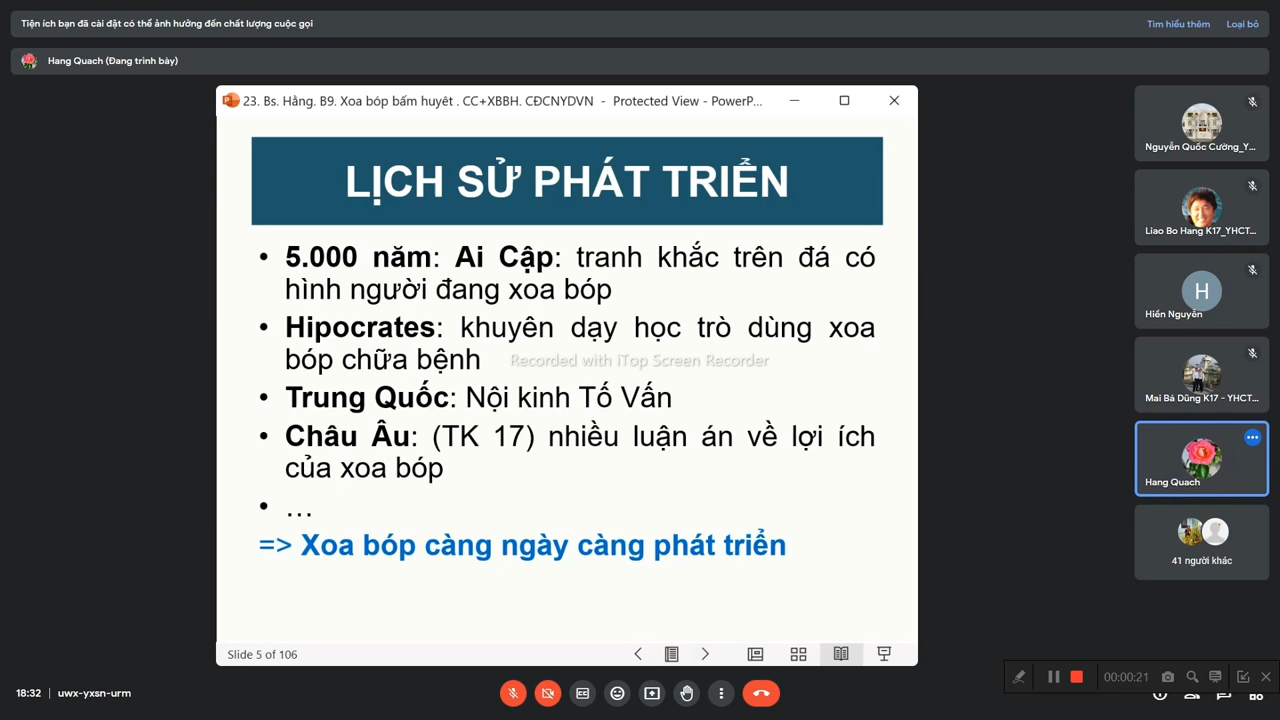 Tiện ích bạn đã cài đặt có thể ảnh hưởng đến chất lượng cuộc gọi
Tìm hiểu thêm
Loại bỏ
Hang Quach (Đang trình bày)
23. Bs. Hằng. B9. Xoa bóp bấm huyệt . CC+XBBH. CĐCNYDVN - Protected View - PowerP...
LỊCH SỬ PHÁT TRIỂN
• 5.000 năm: Ai Cập: tranh khắc trên đá có
hình người đang xoa bóp
• Hipocrates: khuyên dạy học trò dùng xoa
bóp chữa bệnh
Recorded with iTop Screen Recorder
• Trung Quốc: Nội kinh Tố Vấn
• Châu Âu: (TK 17) nhiều luận án về lợi ích
của xoa bóp
• …
=> Xoa bóp càng ngày càng phát triển
Slide 5 of 106
Nguyễn Quốc Cường_Y...
Liao Bo Hang K17_YHCT...
H
Hiền Nguyễn
Mai Bá Dũng K17 - YHCT...
Hang Quach
41 người khác
18:32 | uwx-yxsn-urm
00:00:21